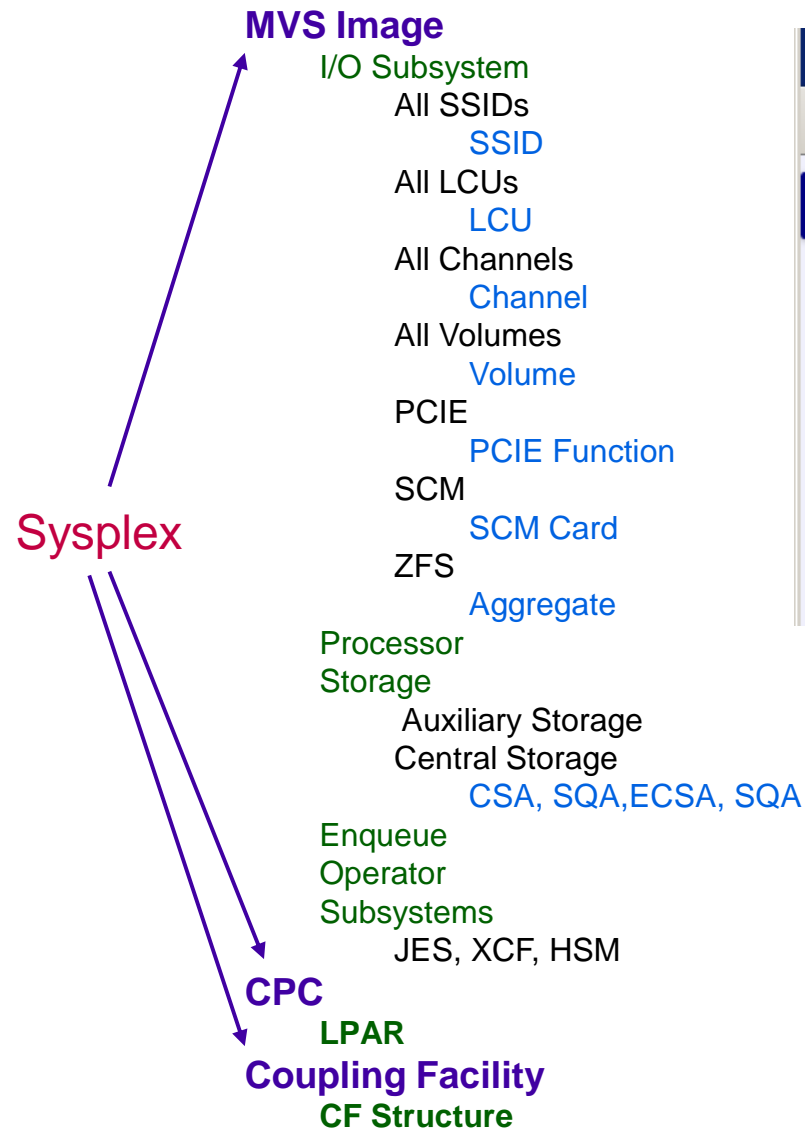 MVS Image
I/O Subsystem
All SSIDs
SSID
All LCUs
LCU
All Channels
Channel
All Volumes
Volume
PCIE
PCIE Function
SCM
Sysplex
SCM Card
ZFS
Aggregate
Processor
Storage
Auxiliary Storage
Central Storage
CSA, SQA,ECSA, SQA
Enqueue
Operator
Subsystems
JES, XCF, HSM
CPC
LPAR
Coupling Facility
CF Structure